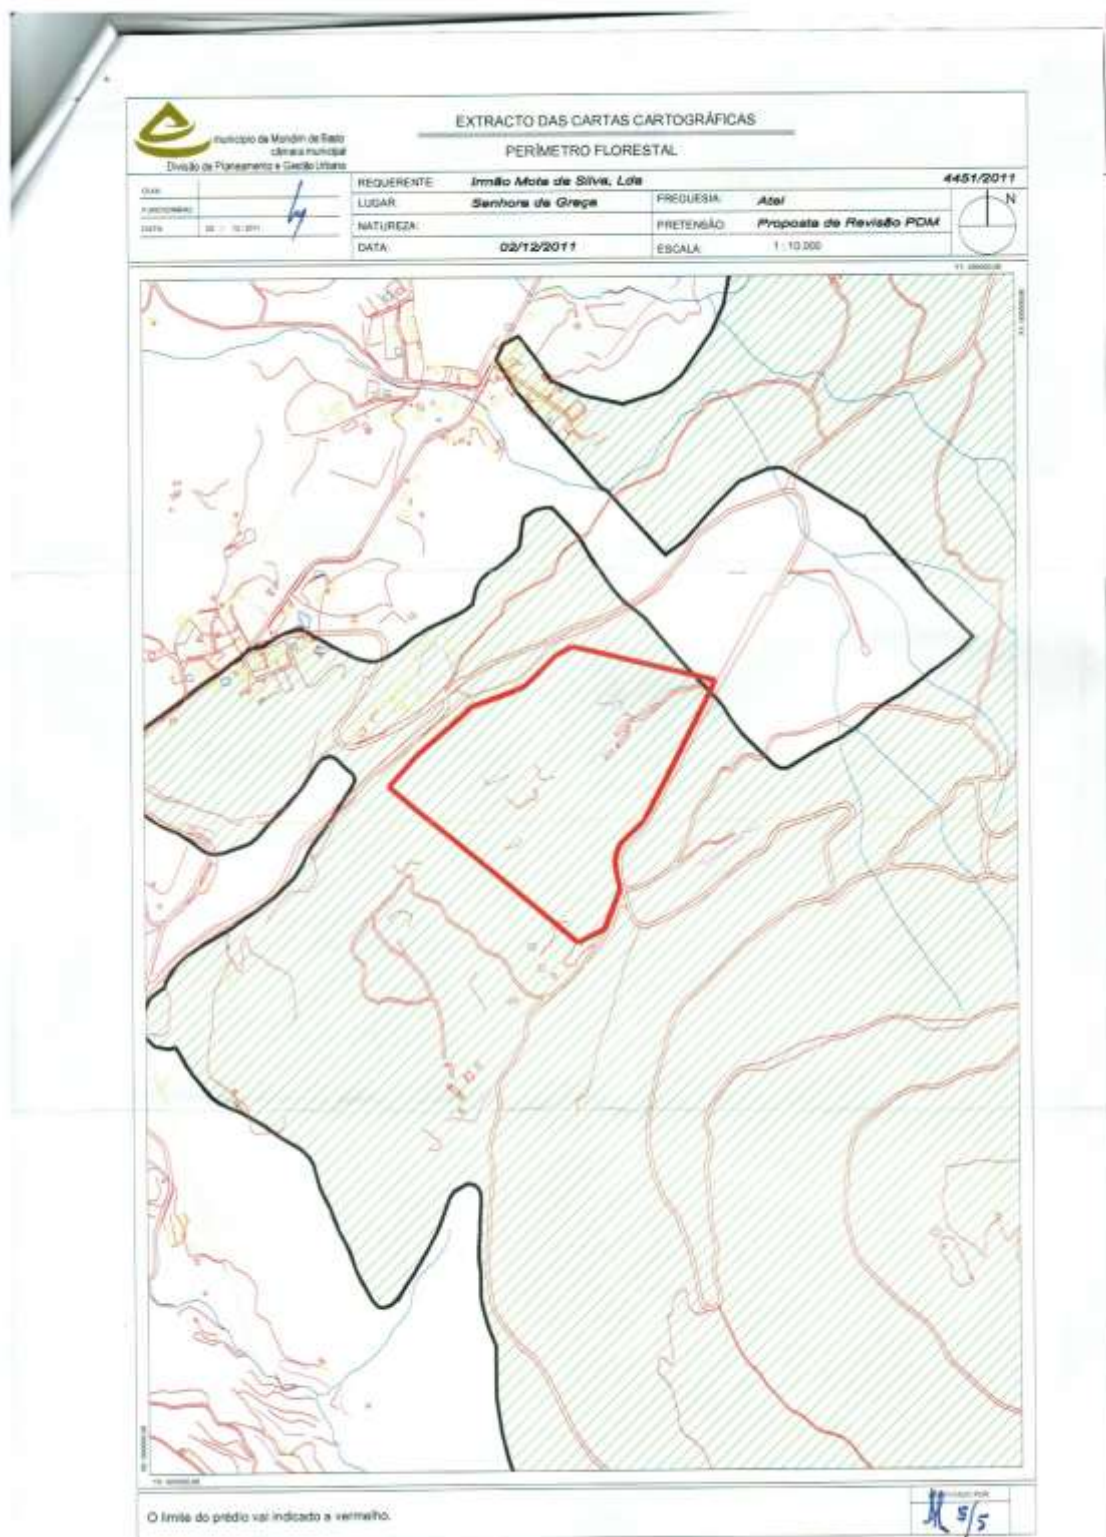 EXTRACTO DAS CARTAS CARTOGRÁFICAS
PERÍMETRO FLORESTAL
município de Mondim de Basto
câmara municipal
Divisão de Planeamento e Gestão Urbana
REQUERENTE: Irmão Mota da Silva, Lda 4451/2011
LUGAR: Senhora da Graça FREGUESIA: Atei
NATUREZA: PRETENSÃO: Proposta de Revisão PDM
DATA: 02/12/2011 ESCALA: 1 : 10.000
N
DATA
O limite do prédio vai indicado a vermelho.
5/5